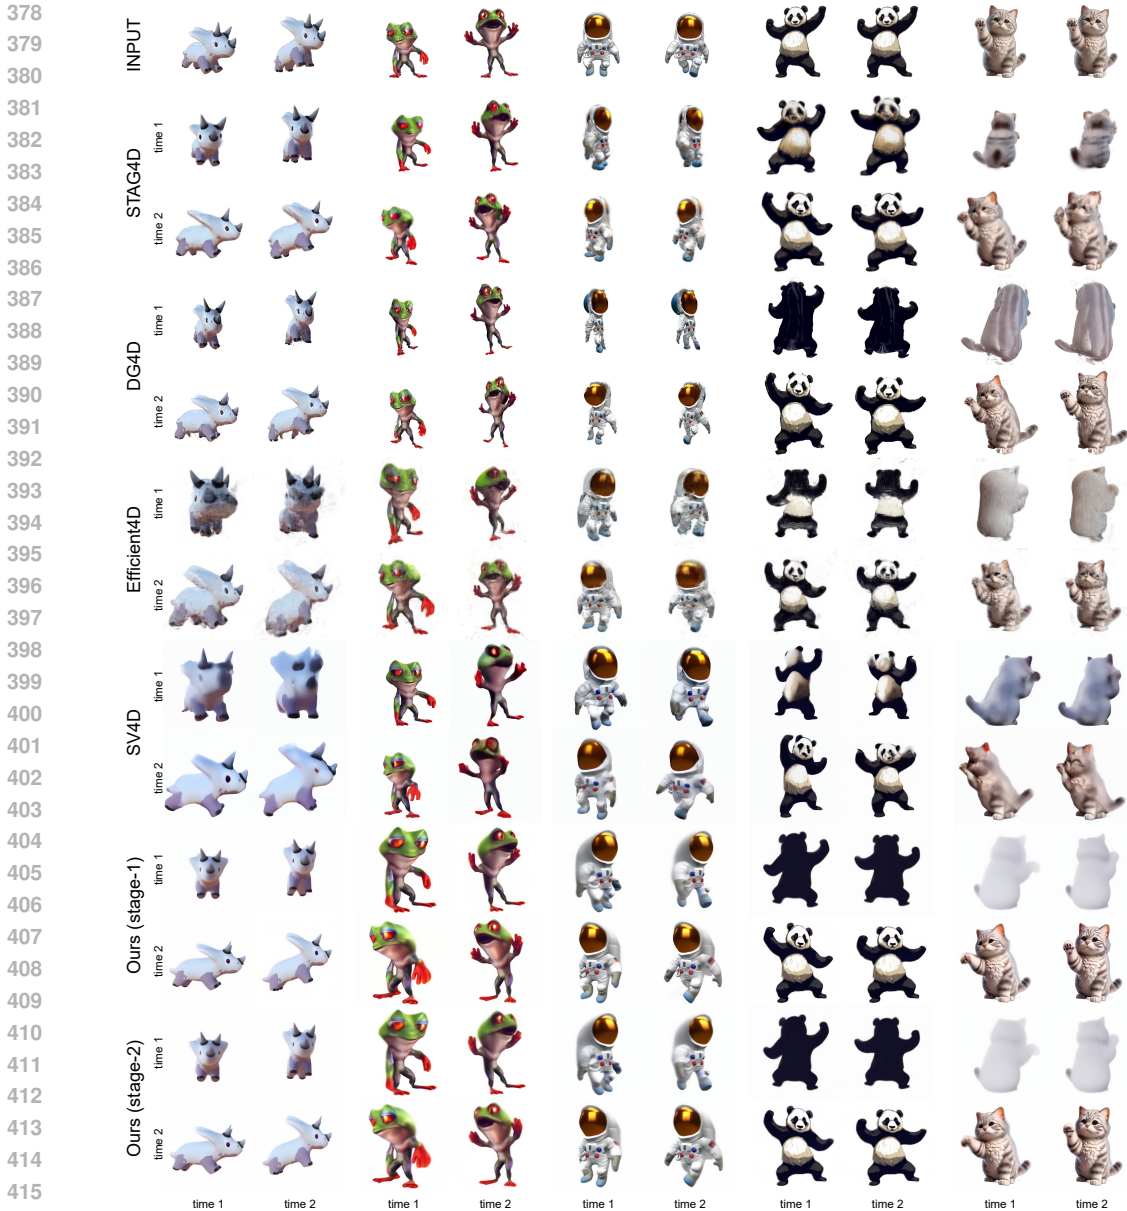 378
379
380
381
382
383
384
385
386
387
388
389
390
391
392
393
394
395
396
397
398
399
400
401
402
403
404
405
406
407
408
409
410
411
412
413
414
415
INPUT
STAG4D
time 1
time 2
DG4D
time 1
time 2
Efficient4D
time 1
time 2
SV4D
time 1
time 2
Ours (stage-1)
time 1
time 2
Ours (stage-2)
time 1
time 2
time 1 time 2 time 1 time 2 time 1 time 2 time 1 time 2 time 1 time 2